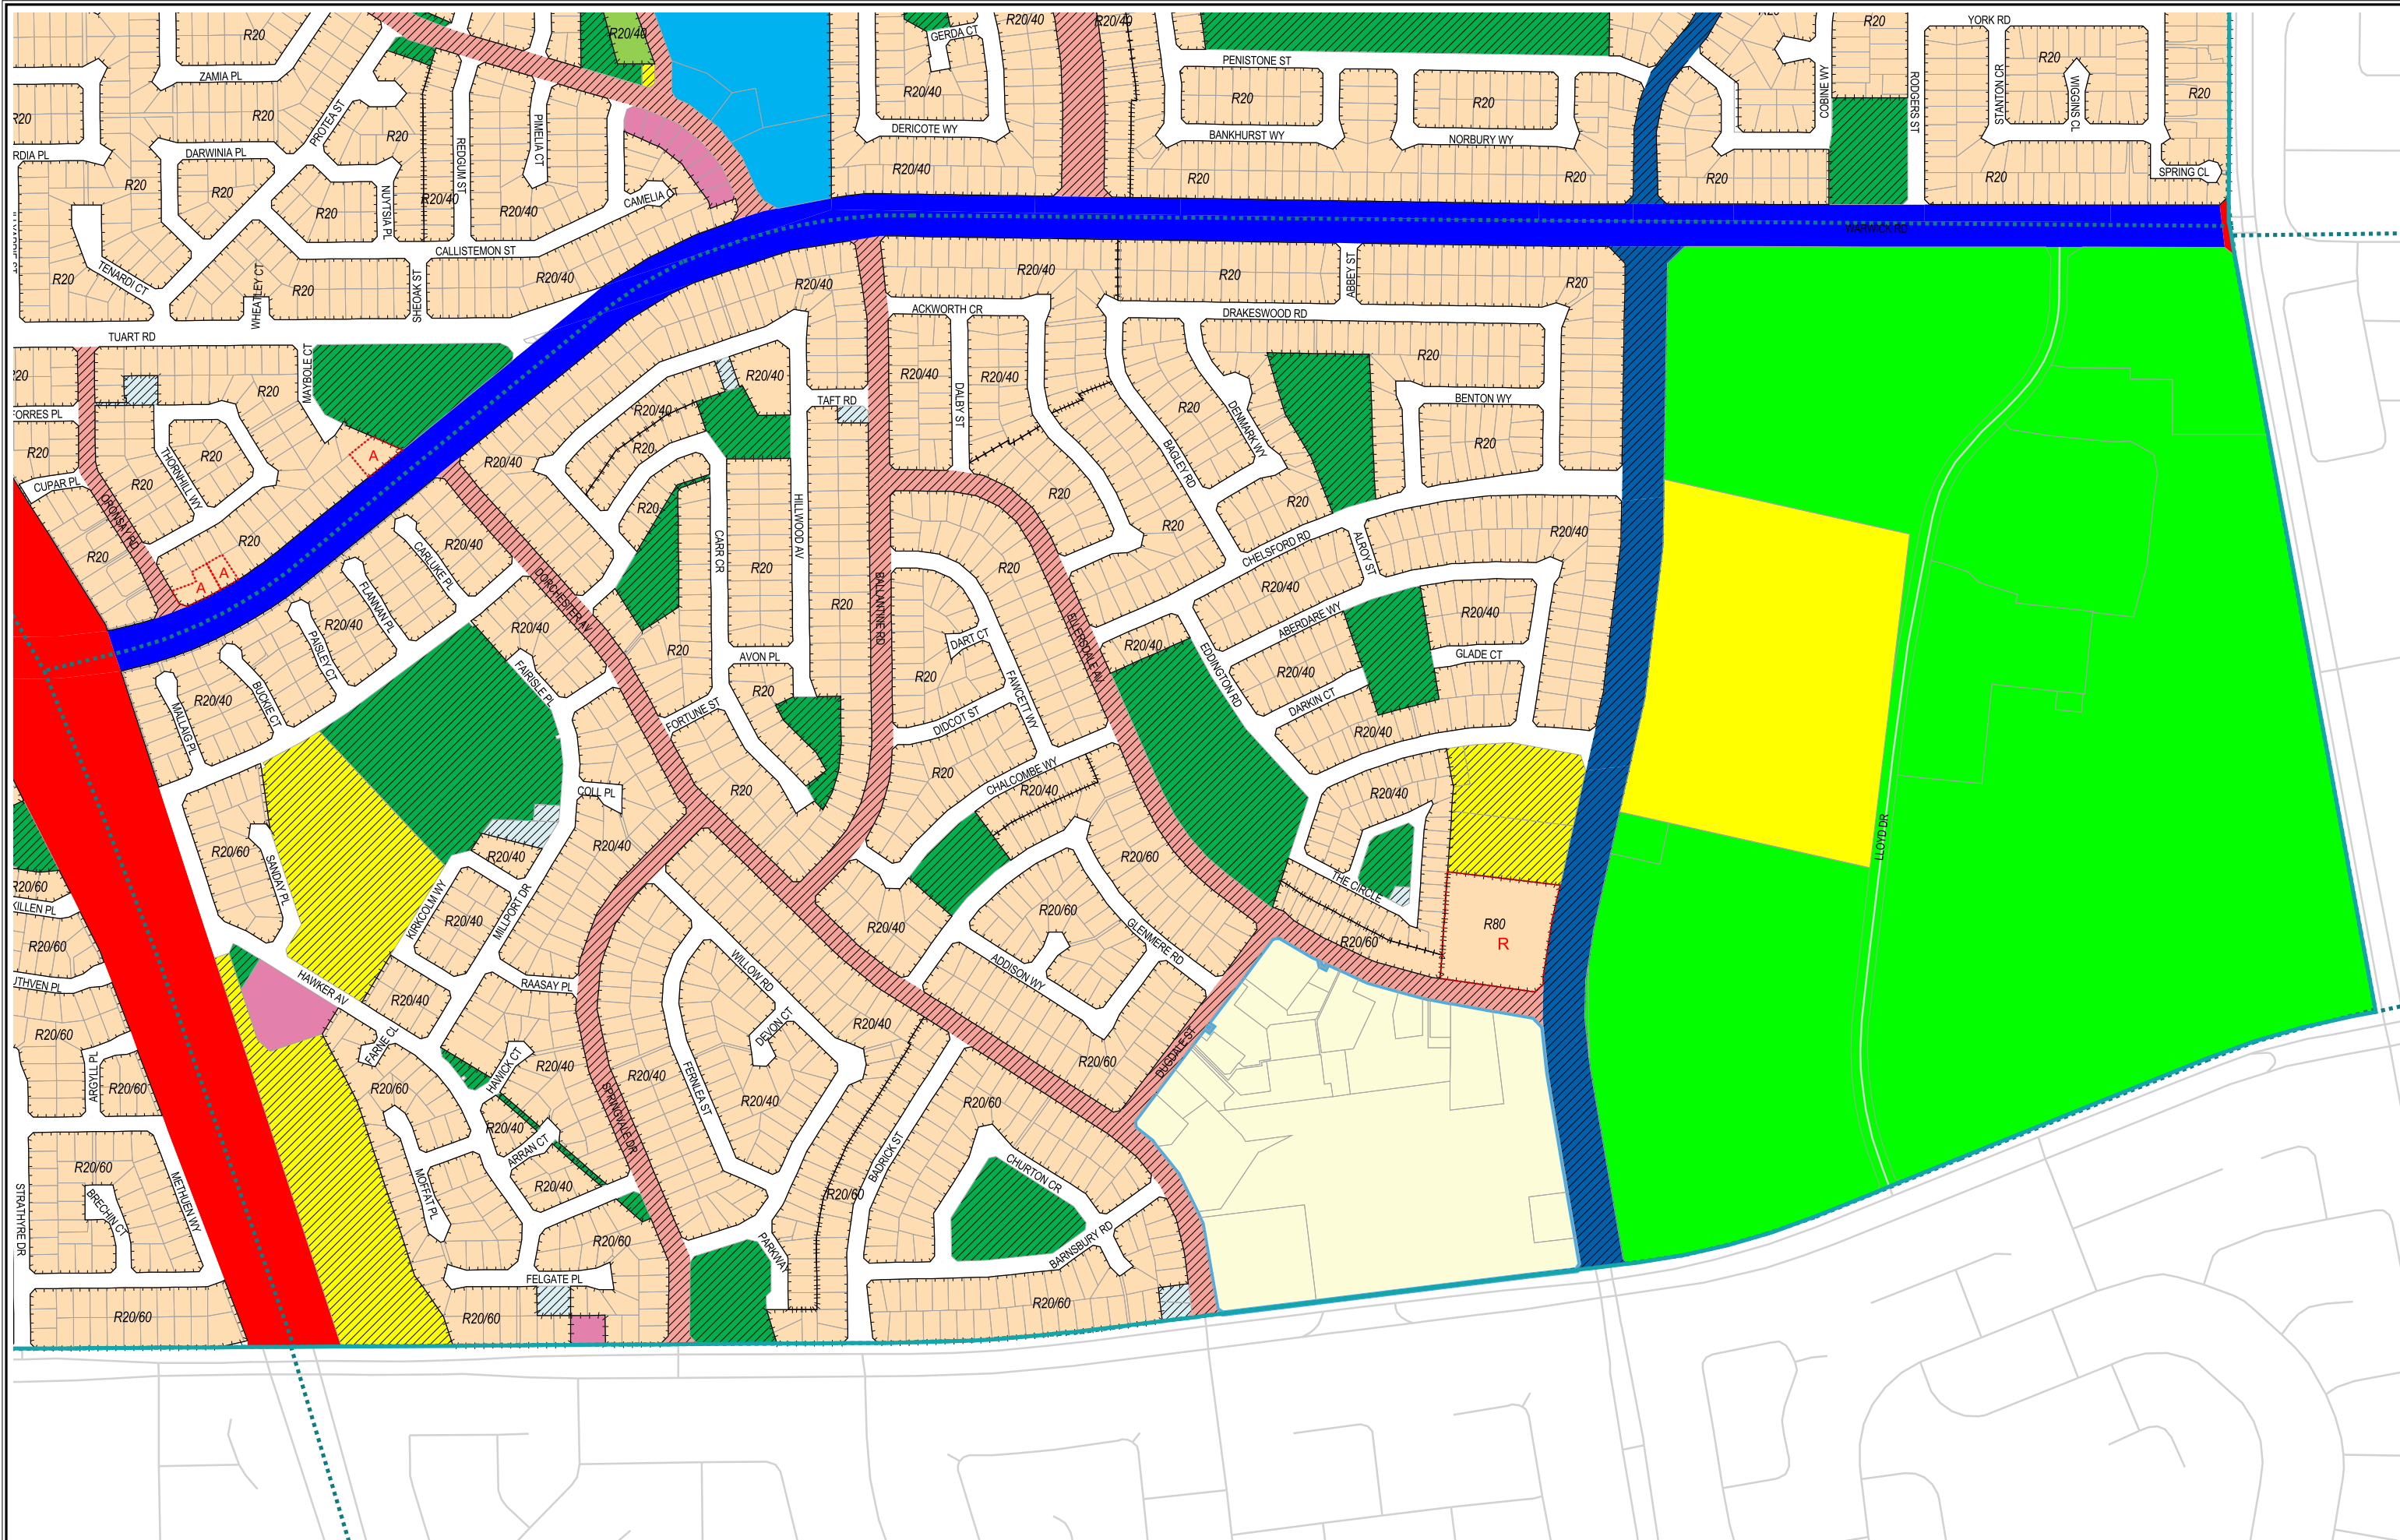 R20
ZAMIA PL
R20
R20
PROTEA ST
R20
DARWINIA PL
RDIA PL
R20
R20
R20
NUYTSIA PL
R20/40
REDGUM ST
PIMELIA CT
R20/40
CAMELIA CT
R20/40
R20/40
GERDA CT
R20/40
R20/40
DERICOTE WY
R20/40
PENISTONE ST
R20
R20
BANKHURST WY
NORBURY WY
R20
R20
R20
R20
COBINE WY
RODGERS ST
YORK RD
R20
STANTON CR
WIGGINS CL
R20
R20
SPRING CL
WARWICK RD
TENARDI CT
R20
WHEATLEY CT
R20
SHEOAK ST
CALLISTEMON ST
R20/40
TUART RD
MAYBOLE CT
R20
FORRES PL
R20
R20
CUPAR PL
ORONSAY RD
R20
THORNHILL WY
R20
R20
R20
A
A
A
R20/40
R20/40
ACKWORTH CR
R20/40
R20/40
DALBY ST
R20
ABBEY ST
R20
DRAKESWOOD RD
R20
R20
DENMARK WY
BAGLEY RD
BENTON WY
R20
R20
R20
R20
R20/40
R20/40
R20
R20/40
TAFT RD
HILLWOOD AV
CARR CR
R20
R20
R20
R20
BALLANTINE RD
R20
CHELSFORD RD
ALROY ST
R20/40
R20/40
CARLUKE PL
R20/40
FLANNAN PL
R20/40
PAISLEY CT
BUCKIE CT
R20/40
MALLAIG PL
DORCHESTER AV
R20/40
FAIRISLE PL
AVON PL
R20
FORTUNE ST
R20
DART CT
R20
FAWCETT WY
DIDCOT ST
R20
ELLERSDALE AV
R20/40
ABERDARE WY
R20/40
R20/40
GLADE CT
EDDINGTON RD
DARKIN CT
R20/40
CHALCOMBE WY
R20/40
COLL PL
R20/40
R20/40
R20/60
SANDAY PL
KIRKCOLM WY
R20/40
MILLPORT DR
R20/40
R20/60
R20/60
GLENMERE RD
ADDISON WY
R20/40
THE CIRCLE
R20/60
R80
R
LLOYD DR
R20/60
KILLEN PL
R20/60
THVEN PL
R20/60
HAWKER AV
R20/40
RAASAY PL
WILLOW RD
DEVON CT
R20/40
R20/60
DUGDALE ST
ARGYLL PL
R20/60
FARNE CL
R20/60
HAWICK CT
R20/40
R20/40
FERNLEA ST
R20/40
R20/60
R20/40
ARRAN CT
R20/40
SPRINGVALE DR
R20/60
BADRICK ST
CHURTON CR
R20/60
BRECHIN CT
METHUEN WY
STRATHYRE DR
MOFFAT PL
R20/60
PARKWAY
BARNSBURY RD
FELGATE PL
R20/60
R20/60
R20/60